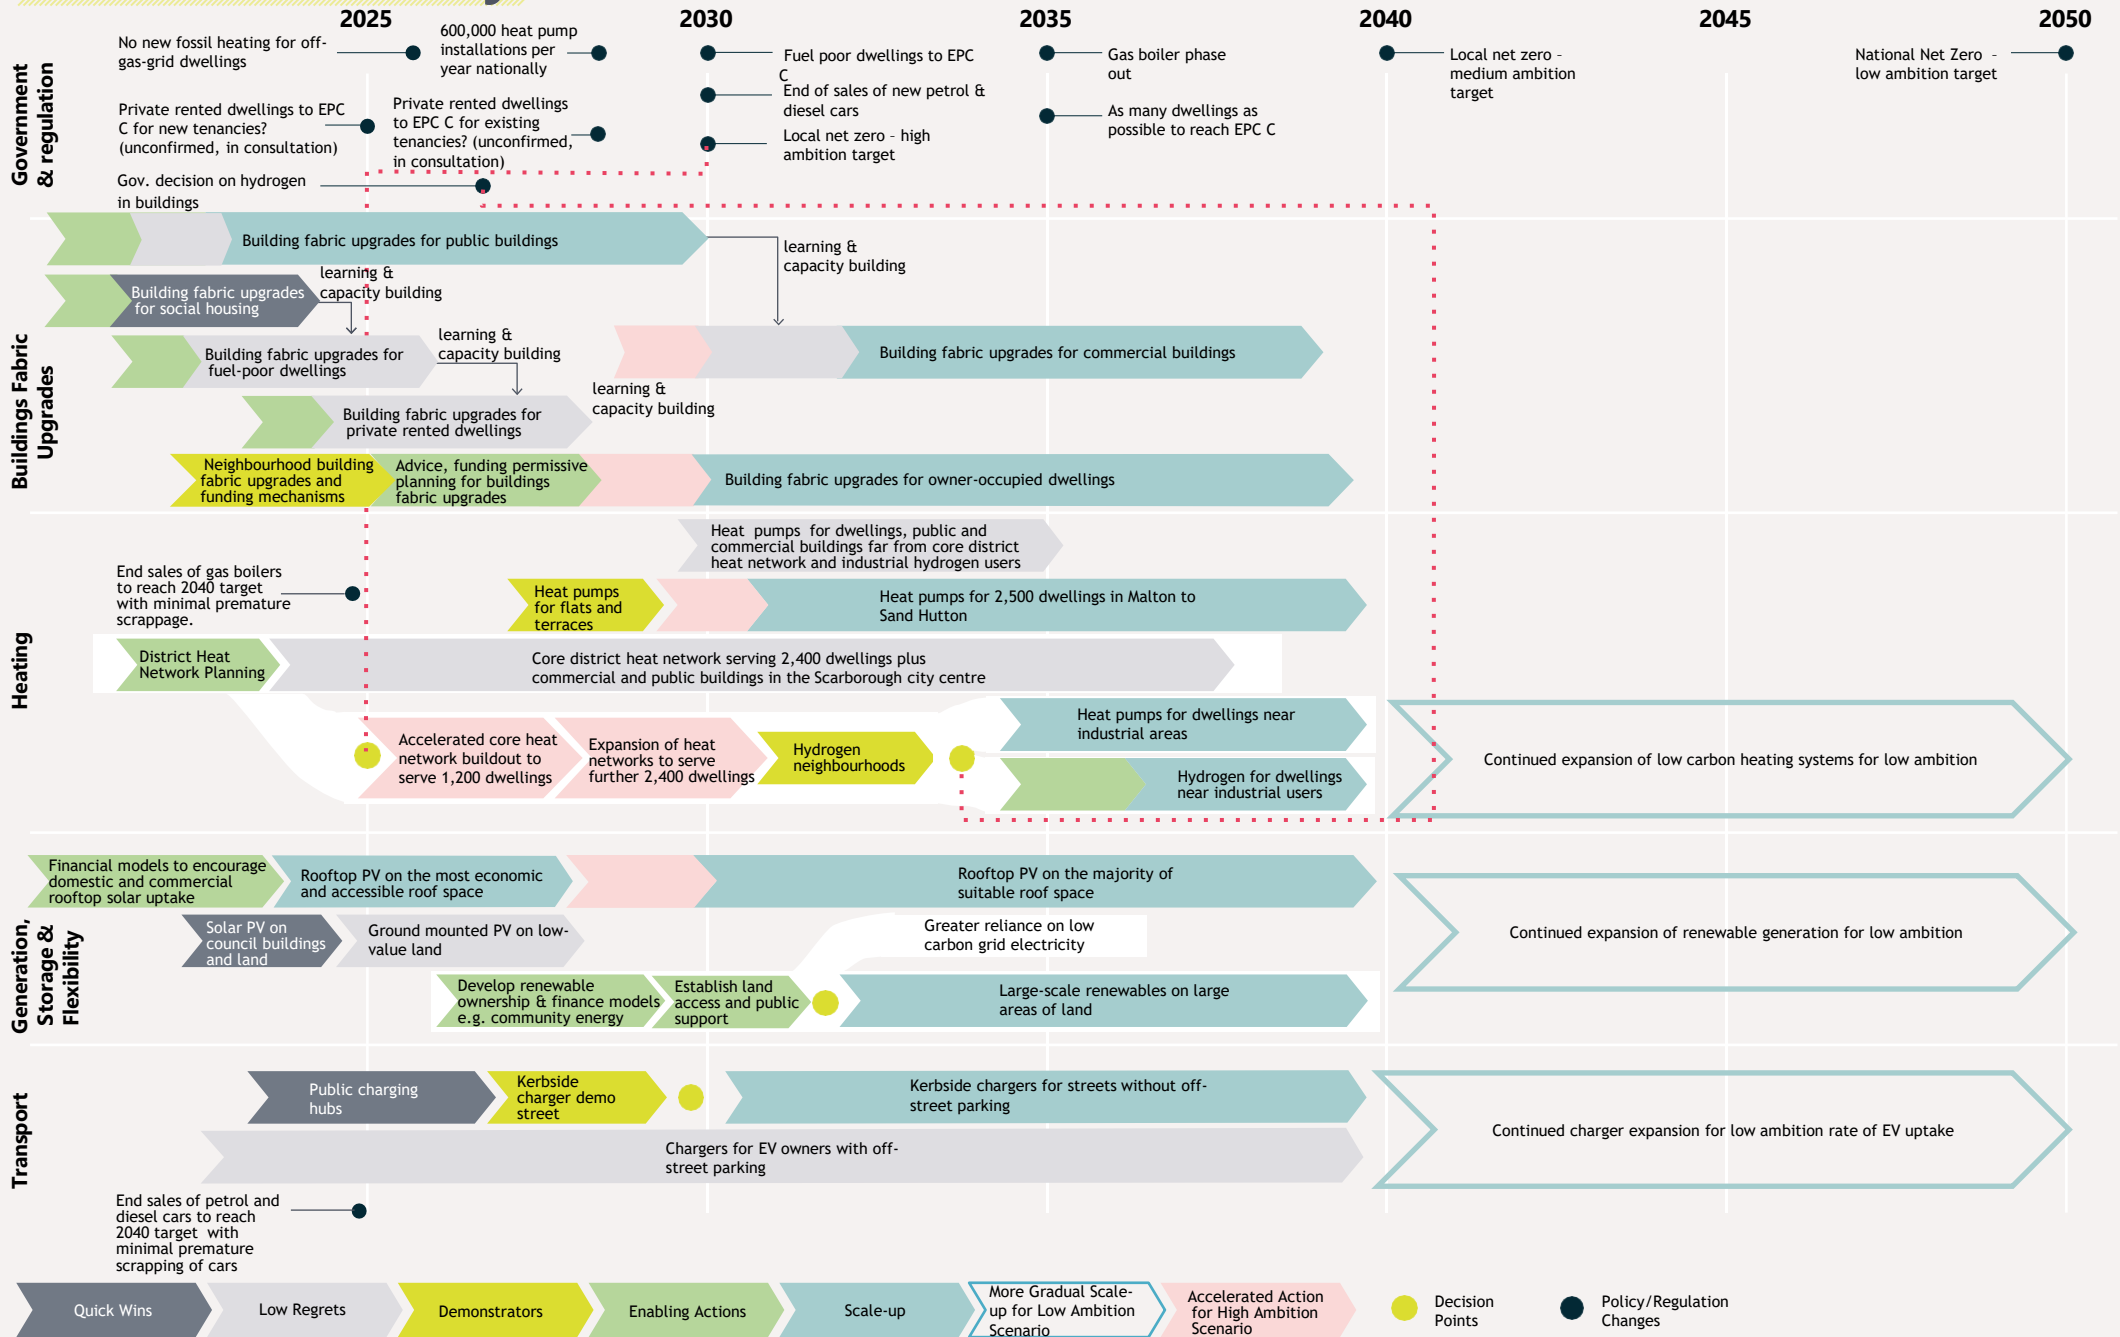 2025
2030
2035
2040
2045
2050
Government
& regulation
No new fossil heating for off-
gas-grid dwellings
600,000 heat pump
installations per
year nationally
Fuel poor dwellings to EPC
C
Gas boiler phase
out
Local net zero -
medium ambition
target
National Net Zero -
low ambition target
Private rented dwellings to EPC
C for new tenancies?
(unconfirmed, in consultation)
Private rented dwellings
to EPC C for existing
tenancies? (unconfirmed,
in consultation)
End of sales of new petrol &
diesel cars
As many dwellings as
possible to reach EPC C
Local net zero - high
ambition target
Gov. decision on hydrogen
in buildings
Buildings Fabric
Upgrades
Building fabric upgrades for public buildings
learning &
capacity building
Building fabric upgrades
for social housing
learning &
capacity building
Building fabric upgrades for
fuel-poor dwellings
learning &
capacity building
Building fabric upgrades for commercial buildings
Building fabric upgrades for
private rented dwellings
learning &
capacity building
Neighbourhood building
fabric upgrades and
funding mechanisms
Advice, funding permissive
planning for buildings
fabric upgrades
Building fabric upgrades for owner-occupied dwellings
Heating
Heat pumps for dwellings, public and
commercial buildings far from core district
heat network and industrial hydrogen users
End sales of gas boilers
to reach 2040 target
with minimal premature
scrappage.
Heat pumps
for flats and
terraces
Heat pumps for 2,500 dwellings in Malton to
Sand Hutton
District Heat
Network Planning
Core district heat network serving 2,400 dwellings plus
commercial and public buildings in the Scarborough city centre
Accelerated core heat
network buildout to
serve 1,200 dwellings
Expansion of heat
networks to serve
further 2,400 dwellings
Hydrogen
neighbourhoods
Heat pumps for dwellings near
industrial areas
Hydrogen for dwellings
near industrial users
Continued expansion of low carbon heating systems for low ambition
Generation,
Storage &
Flexibility
Financial models to encourage
domestic and commercial
rooftop solar uptake
Rooftop PV on the most economic
and accessible roof space
Rooftop PV on the majority of
suitable roof space
Solar PV on
council buildings
and land
Ground mounted PV on low-
value land
Greater reliance on low
carbon grid electricity
Continued expansion of renewable generation for low ambition
Develop renewable
ownership & finance models
e.g. community energy
Establish land
access and public
support
Large-scale renewables on large
areas of land
Transport
Public charging
hubs
Kerbside
charger demo
street
Kerbside chargers for streets without off-
street parking
Chargers for EV owners with off-
street parking
Continued charger expansion for low ambition rate of EV uptake
End sales of petrol and
diesel cars to reach
2040 target with
minimal premature
scrapping of cars
Quick Wins
Low Regrets
Demonstrators
Enabling Actions
Scale-up
More Gradual Scale-
up for Low Ambition
Scenario
Accelerated Action
for High Ambition
Scenario
Decision
Points
Policy/Regulation
Changes